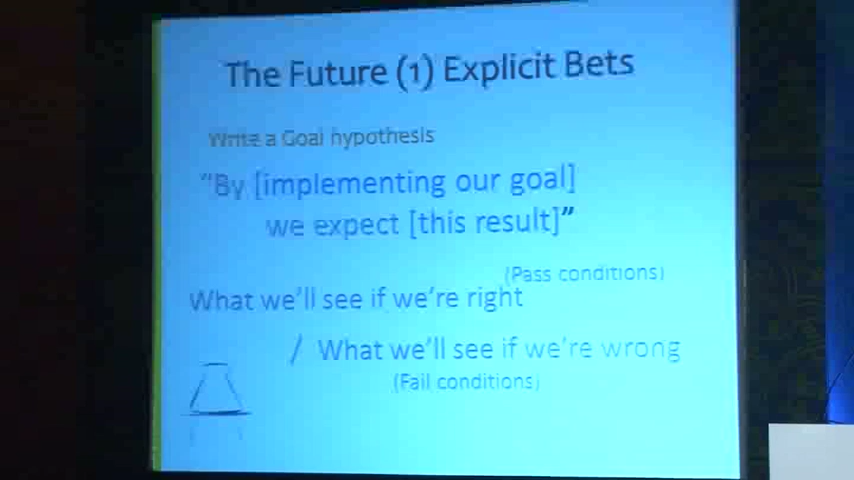 The Future (1) Explicit Bets
Write a Goal hypothesis
"By [implementing our goal]
we expect [this result]"
(Pass conditions)
What we'll see if we're right
/ What we'll see if we're wrong
(Fail conditions)